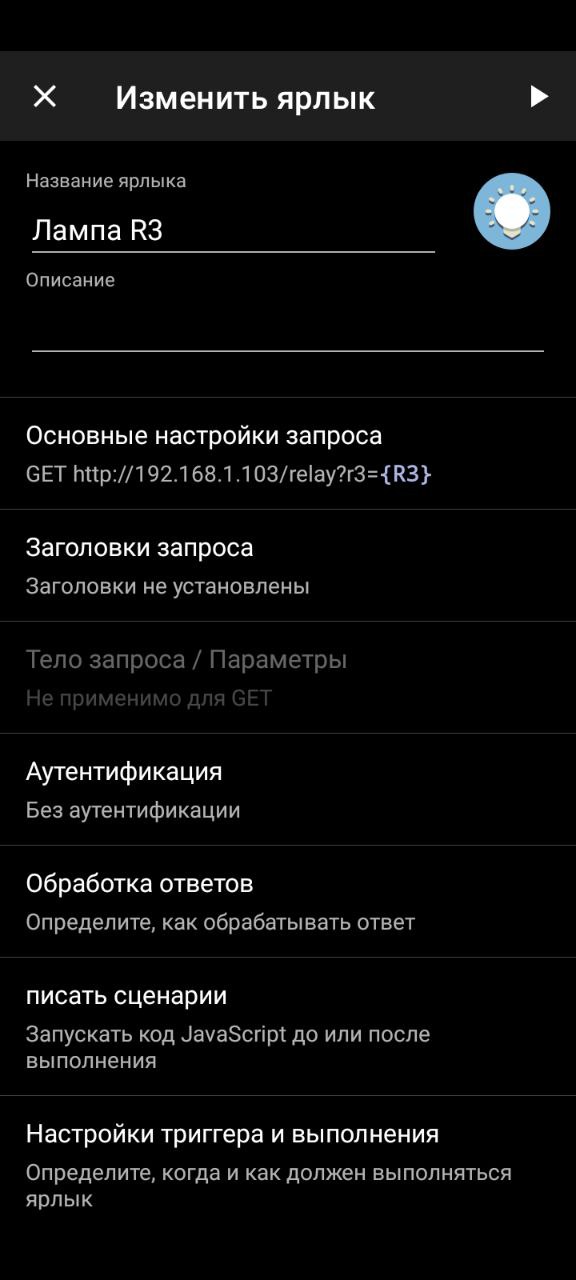 Изменить ярлык
Название ярлыка
Лампа R3
Описание
Основные настройки запроса
GET http://192.168.1.103/relay?r3={R3}
Заголовки запроса
Заголовки не установлены
Тело запроса / Параметры
Не применимо для GET
Аутентификация
Без аутентификации
Обработка ответов
Определите, как обрабатывать ответ
писать сценарии
Запускать код JavaScript до или после
выполнения
Настройки триггера и выполнения
Определите, когда и как должен выполняться
ярлык